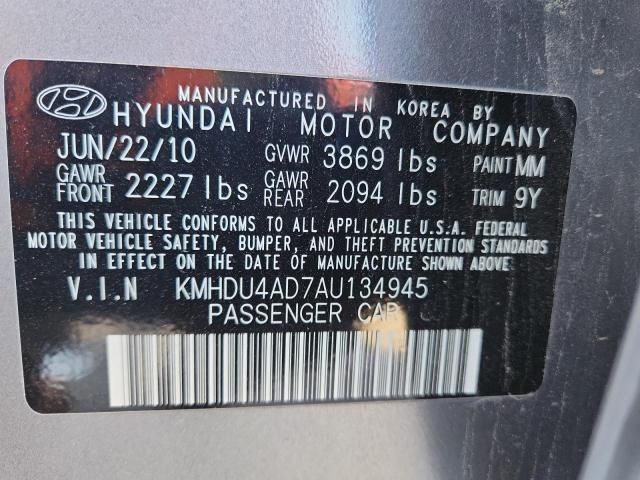 MANUFACTURED IN KOREA BY
HYUNDAI MOTOR COMPANY
JUN/22/10 GVWR 3869 lbs PAINT MM
GAWR FRONT 2227 lbs GAWR REAR 2094 lbs TRIM 9Y
THIS VEHICLE CONFORMS TO ALL APPLICABLE U.S.A. FEDERAL
MOTOR VEHICLE SAFETY, BUMPER, AND THEFT PREVENTION STANDARDS
IN EFFECT ON THE DATE OF MANUFACTURE SHOWN ABOVE.
V.I.N KMHDU4AD7AU134945
PASSENGER CAR